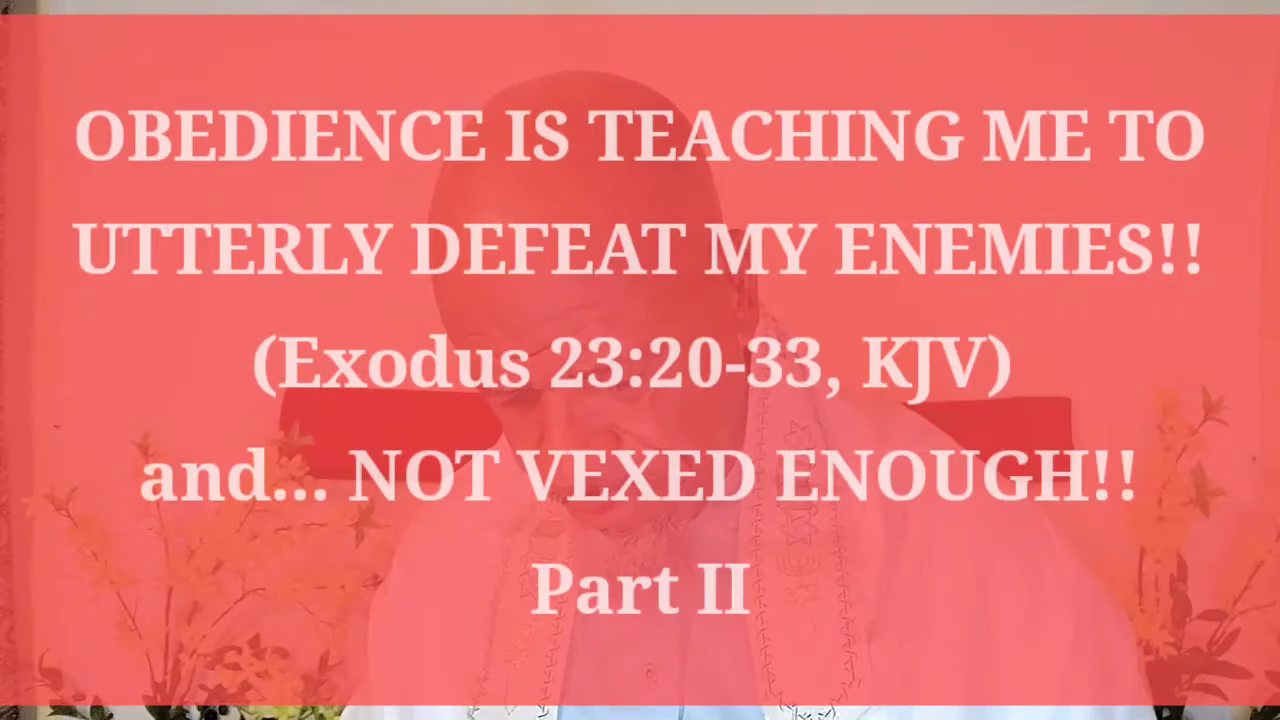 OBEDIENCE IS TEACHING ME TO
UTTERLY DEFEAT MY ENEMIES!!
(Exodus 23:20-33, KJV)
and... NOT VEXED ENOUGH!!
Part II